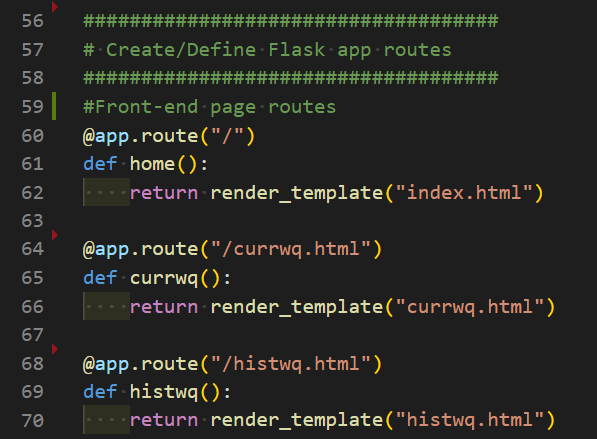 56 ####################################
57 # Create/Define Flask app routes
58 ####################################
59 #Front-end page routes
60 @app.route("/")
61 def home():
62     return render_template("index.html")
63
64 @app.route("/currwq.html")
65 def currwq():
66     return render_template("currwq.html")
67
68 @app.route("/histwq.html")
69 def histwq():
70     return render_template("histwq.html")